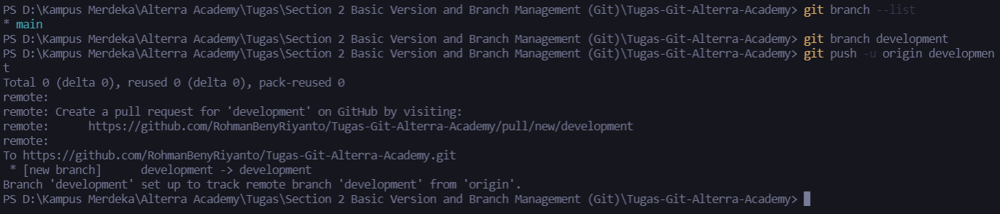 PS D:\Kampus Merdeka\Alterra Academy\Tugas\Section 2 Basic Version and Branch Management (Git)\Tugas-Git-Alterra-Academy> git branch --list
* main
PS D:\Kampus Merdeka\Alterra Academy\Tugas\Section 2 Basic Version and Branch Management (Git)\Tugas-Git-Alterra-Academy> git branch development
PS D:\Kampus Merdeka\Alterra Academy\Tugas\Section 2 Basic Version and Branch Management (Git)\Tugas-Git-Alterra-Academy> git push -u origin developmen
t
Total 0 (delta 0), reused 0 (delta 0), pack-reused 0
remote:
remote: Create a pull request for 'development' on GitHub by visiting:
remote:      https://github.com/RohmanBenyRiyanto/Tugas-Git-Alterra-Academy/pull/new/development
remote:
To https://github.com/RohmanBenyRiyanto/Tugas-Git-Alterra-Academy.git
 * [new branch]      development -> development
Branch 'development' set up to track remote branch 'development' from 'origin'.
PS D:\Kampus Merdeka\Alterra Academy\Tugas\Section 2 Basic Version and Branch Management (Git)\Tugas-Git-Alterra-Academy>